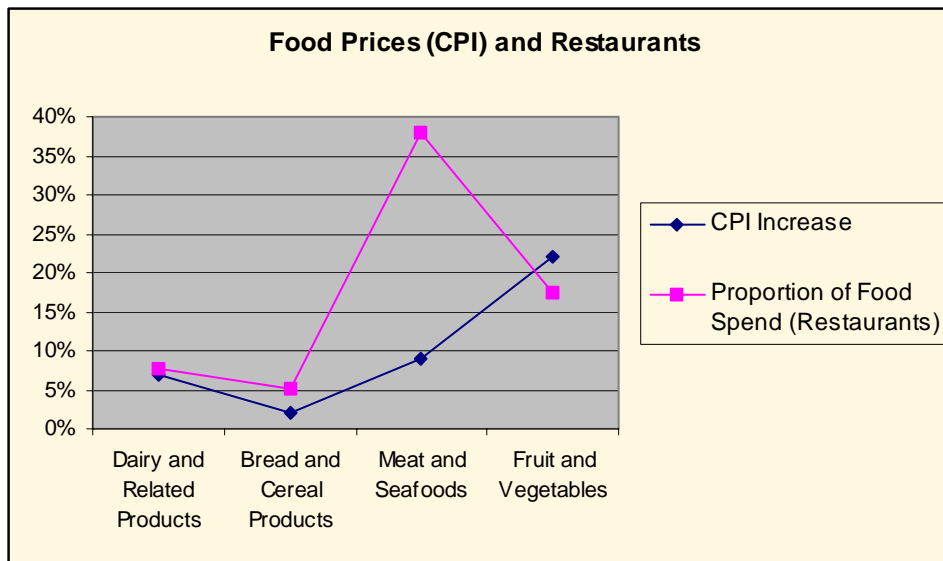 Food Prices (CPI) and Restaurants
40%
35%
30%
25%
20%
15%
10%
5%
0%
Dairy and
Related
Products
Bread and
Cereal
Products
Meat and
Seafoods
Fruit and
Vegetables
CPI Increase
Proportion of Food
Spend (Restaurants)